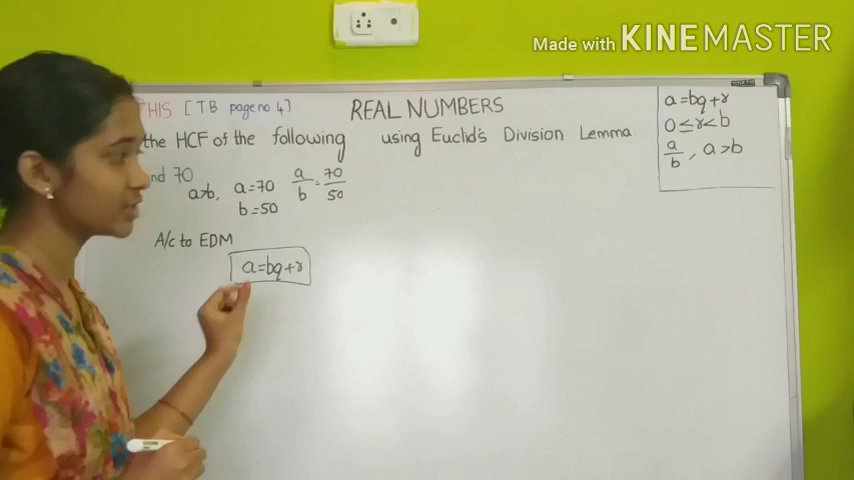 Made with KINEMASTER
THIS [TB page no 4] REAL NUMBERS
the HCF of the following using Euclid's Division Lemma
nd 70
a>b, a=70 a/b = 70/50
b=50
A/c to EDM
a=bq+r
a=bq+r
0≤r<b
a/b, a>b